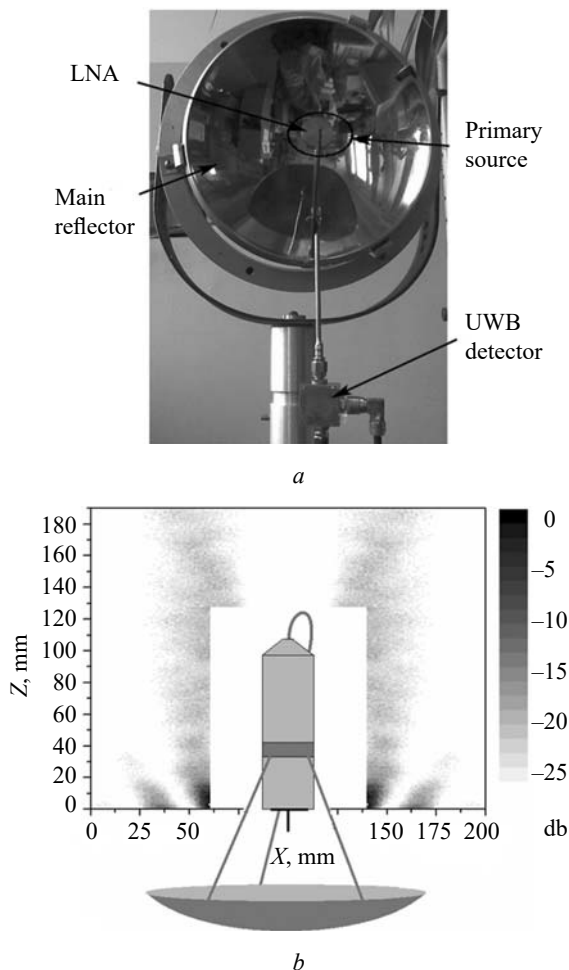 LNA
Primary
source
Main
reflector
UWB
detector
a
180
160
140
120
100
80
60
40
20
0
Z, mm
0 25 50 X, mm 140 150 175 200
0
–5
–10
–15
–20
–25
db
b